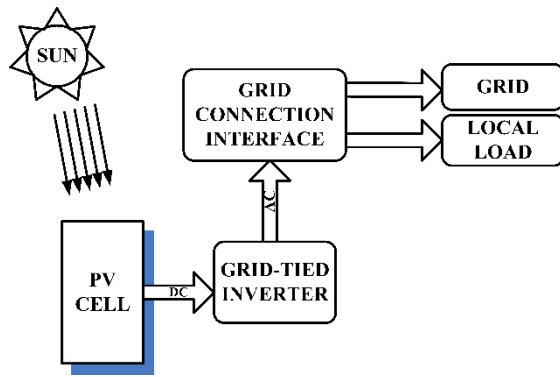 SUN
GRID
CONNECTION
INTERFACE
GRID
LOCAL
LOAD
AC
PV
CELL
DC
GRID-TIED
INVERTER